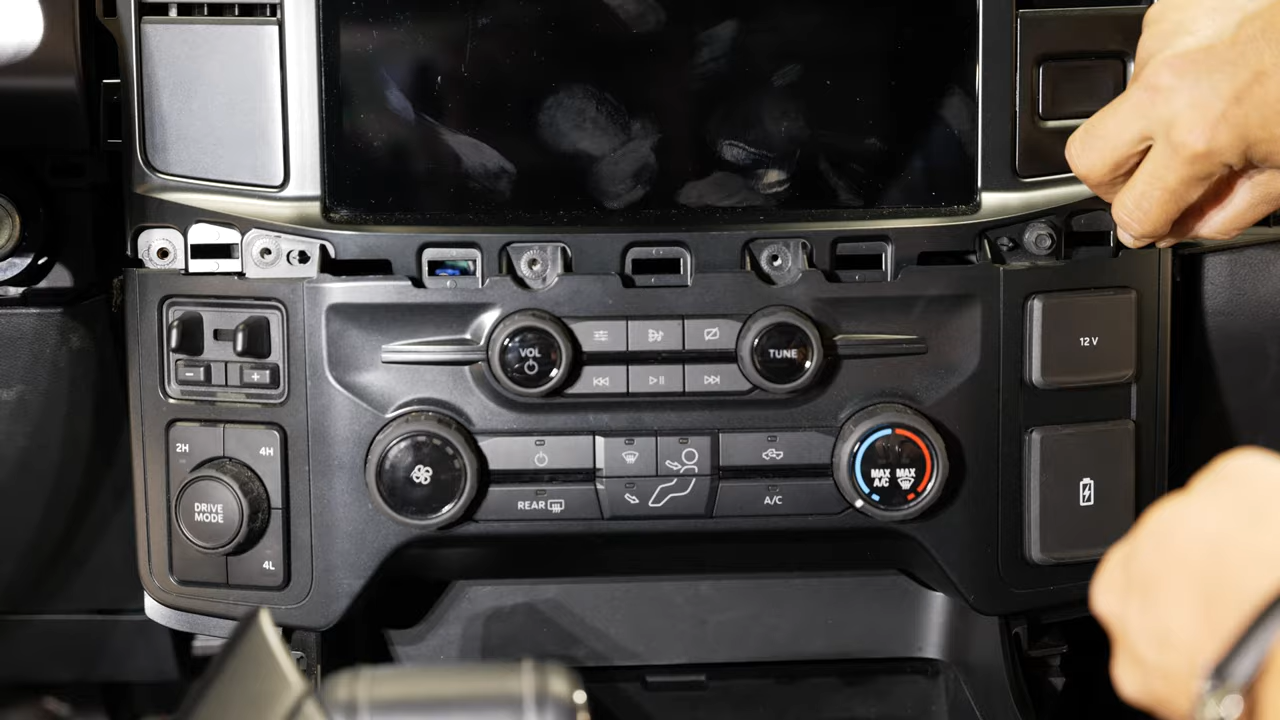 VOL
TUNE
12 V
−
+
2H
4H
DRIVE
MODE
4L
REAR
A/C
MAX
A/C
MAX